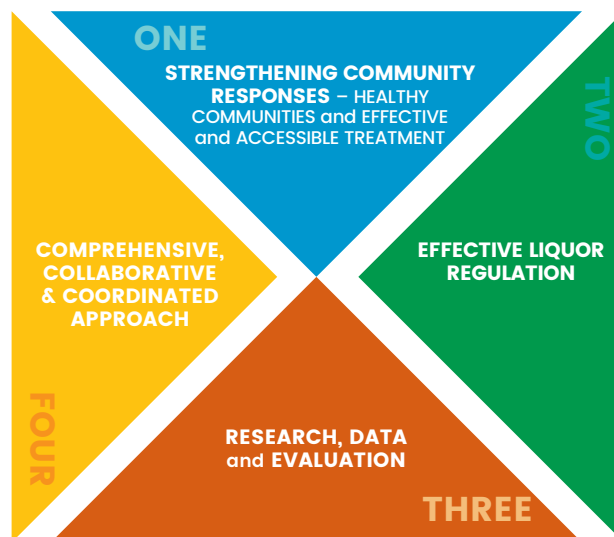 ONE
STRENGTHENING COMMUNITY
RESPONSES – HEALTHY
COMMUNITIES and EFFECTIVE
and ACCESSIBLE TREATMENT
TWO
EFFECTIVE LIQUOR
REGULATION
RESEARCH, DATA
and EVALUATION
THREE
COMPREHENSIVE,
COLLABORATIVE
& COORDINATED
APPROACH
FOUR